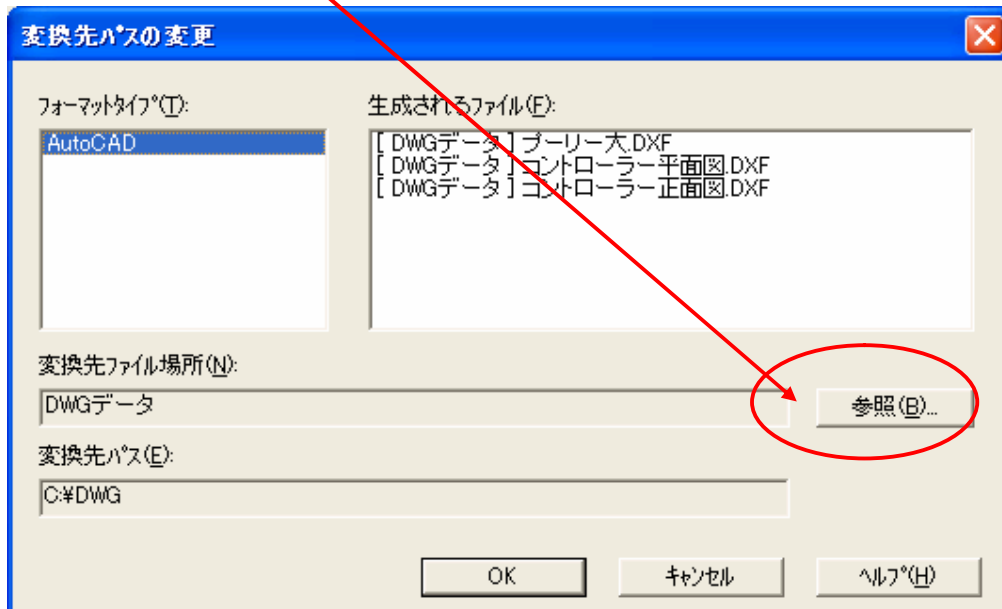 変換先ﾊﾟｽの変更
ﾌｫｰﾏｯﾄﾀｲﾌﾟ(T):
生成されるﾌｧｲﾙ(F):
AutoCAD
[ DWGデータ ] プーリー大.DXF
[ DWGデータ ] コントローラー平面図.DXF
[ DWGデータ ] コントローラー正面図.DXF
変換先ﾌｧｲﾙ場所(N):
DWGデータ
参照(B)...
変換先ﾊﾟｽ(E):
C:¥DWG
OK
ｷｬﾝｾﾙ
ﾍﾙﾌﾟ(H)